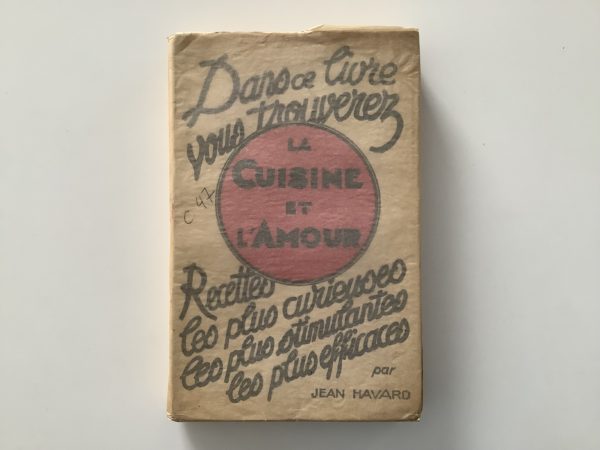 Dans ce livre
vous trouverez
LA
CUISINE
ET
L'AMOUR
C 47
Recettes
les plus curieuses
les plus stimulantes
les plus efficaces
par
JEAN HAVARD